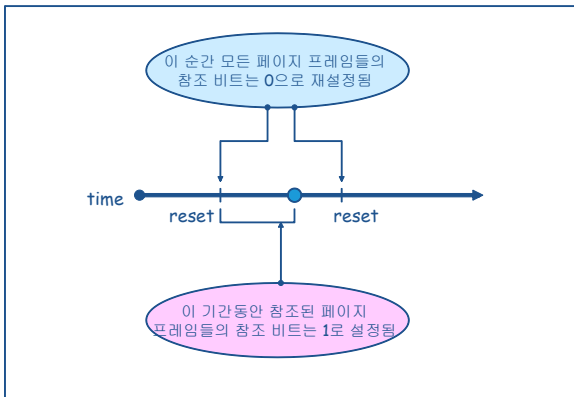 이 순간 모든 페이지 프레임들의
참조 비트는 0으로 재설정됨
time
reset
reset
이 기간동안 참조된 페이지
프레임들의 참조 비트는 1로 설정됨